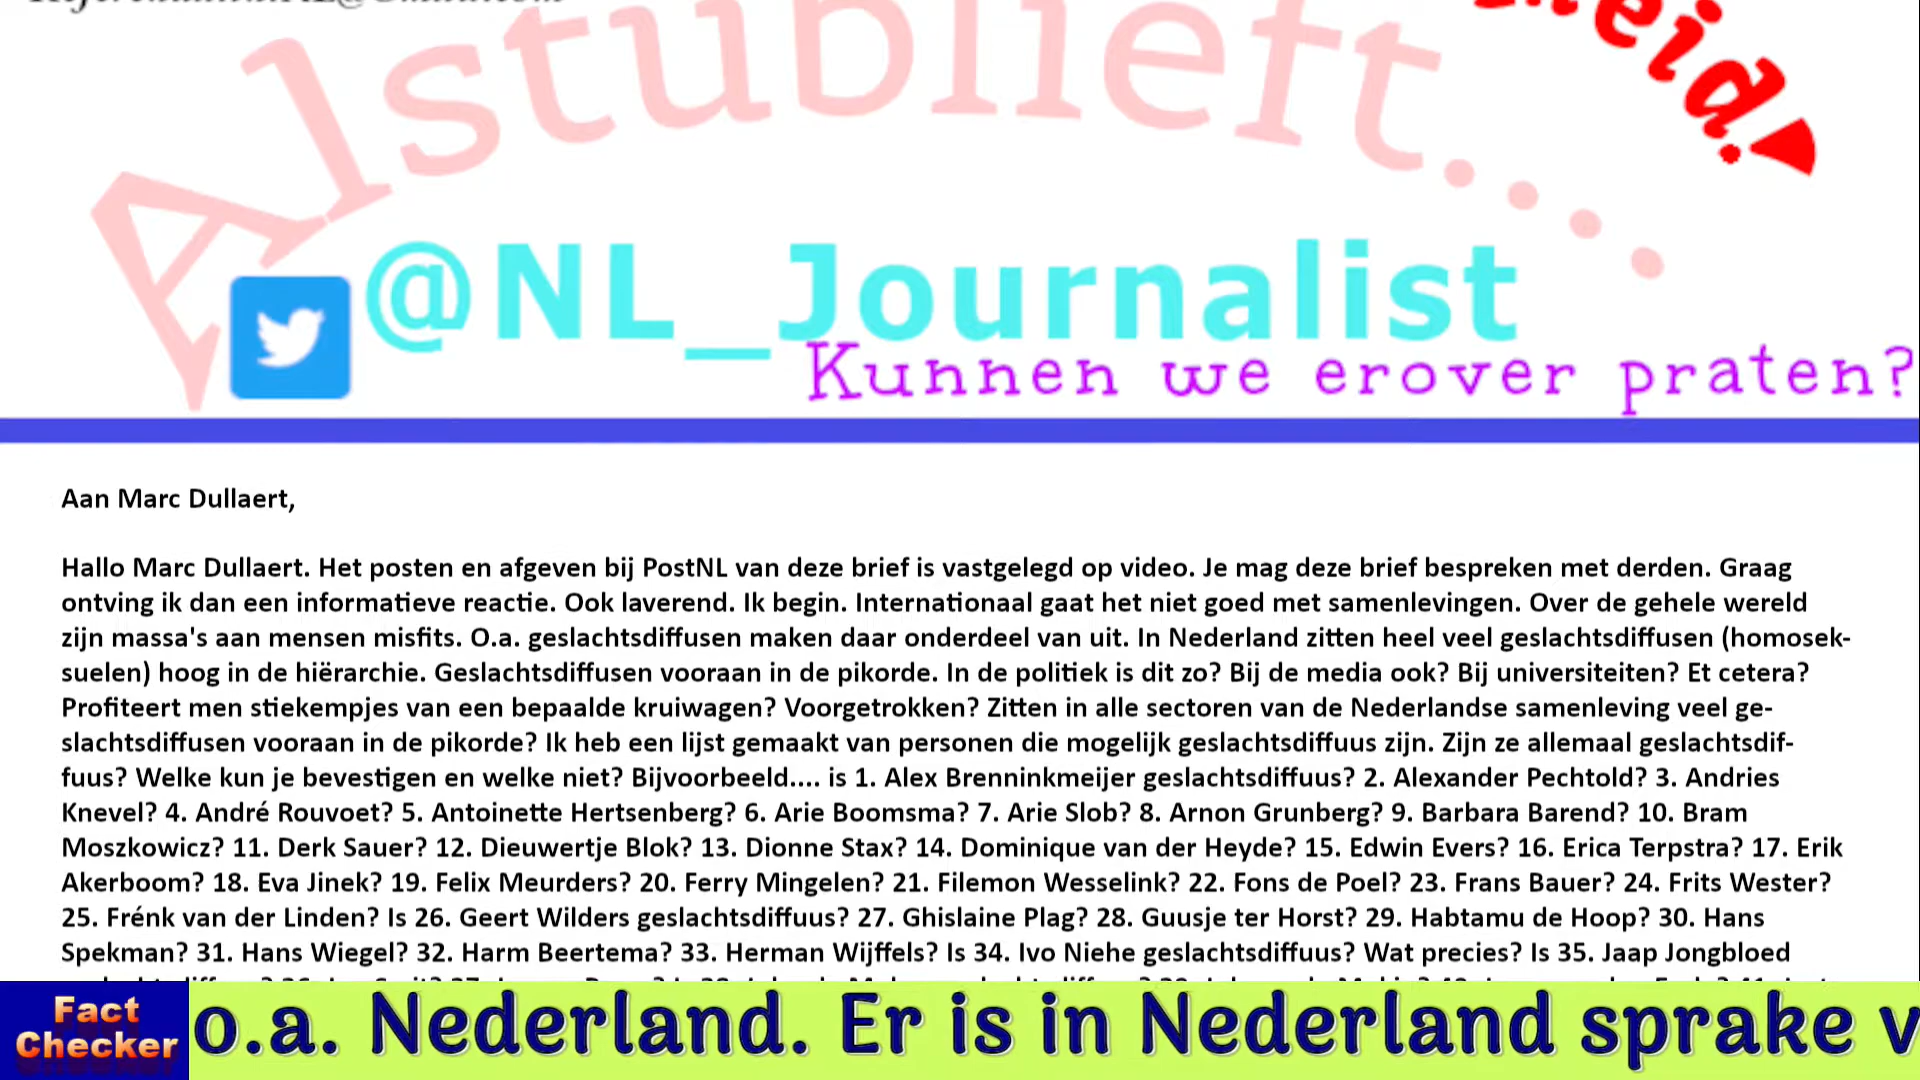 Alstublieft....
@NL_Journalist
Kunnen we erover praten?
Aan Marc Dullaert,
Hallo Marc Dullaert. Het posten en afgeven bij PostNL van deze brief is vastgelegd op video. Je mag deze brief bespreken met derden. Graag
ontving ik dan een informatieve reactie. Ook laverend. Ik begin. Internationaal gaat het niet goed met samenlevingen. Over de gehele wereld
zijn massa's aan mensen misfits. O.a. geslachtsdiffusen maken daar onderdeel van uit. In Nederland zitten heel veel geslachtsdiffusen (homosek-
suelen) hoog in de hiërarchie. Geslachtsdiffusen vooraan in de pikorde. In de politiek is dit zo? Bij de media ook? Bij universiteiten? Et cetera?
Profiteert men stiekempjes van een bepaalde kruiwagen? Voorgetrokken? Zitten in alle sectoren van de Nederlandse samenleving veel ge-
slachtsdiffusen vooraan in de pikorde? Ik heb een lijst gemaakt van personen die mogelijk geslachtsdiffuus zijn. Zijn ze allemaal geslachtsdif-
fuus? Welke kun je bevestigen en welke niet? Bijvoorbeeld.... is 1. Alex Brenninkmeijer geslachtsdiffuus? 2. Alexander Pechtold? 3. Andries
Knevel? 4. André Rouvoet? 5. Antoinette Hertsenberg? 6. Arie Boomsma? 7. Arie Slob? 8. Arnon Grunberg? 9. Barbara Barend? 10. Bram
Moszkowicz? 11. Derk Sauer? 12. Dieuwertje Blok? 13. Dionne Stax? 14. Dominique van der Heyde? 15. Edwin Evers? 16. Erica Terpstra? 17. Erik
Akerboom? 18. Eva Jinek? 19. Felix Meurders? 20. Ferry Mingelen? 21. Filemon Wesselink? 22. Fons de Poel? 23. Frans Bauer? 24. Frits Wester?
25. Frénk van der Linden? Is 26. Geert Wilders geslachtsdiffuus? 27. Ghislaine Plag? 28. Guusje ter Horst? 29. Habtamu de Hoop? 30. Hans
Spekman? 31. Hans Wiegel? 32. Harm Beertema? 33. Herman Wijffels? Is 34. Ivo Niehe geslachtsdiffuus? Wat precies? Is 35. Jaap Jongbloed
Fact
Checker
o.a. Nederland. Er is in Nederland sprake v